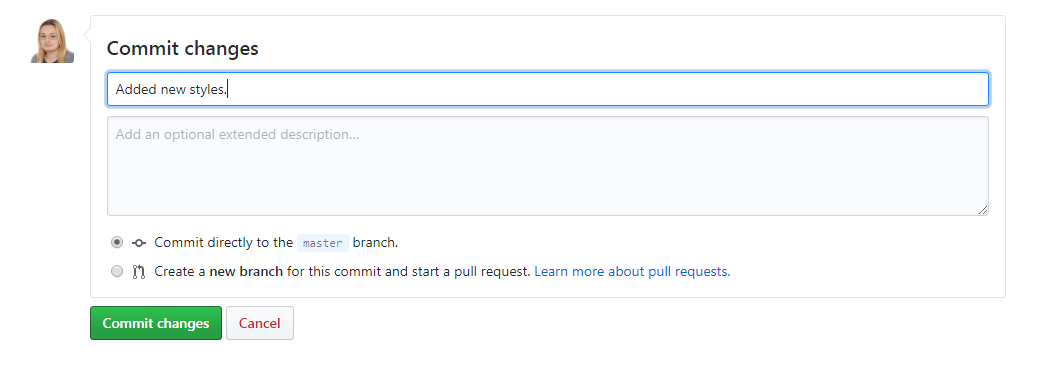 Commit changes
Added new styles.
Add an optional extended description...
Commit directly to the master branch.
Create a new branch for this commit and start a pull request. Learn more about pull requests.
Commit changes Cancel